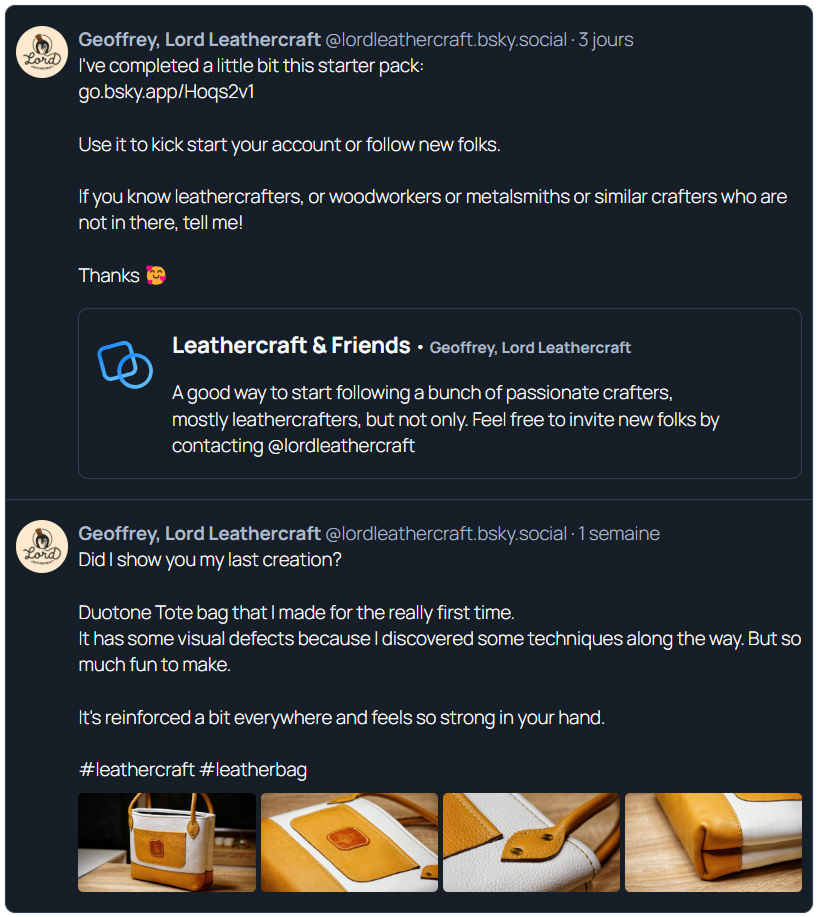 Geoffrey, Lord Leathercraft @lordleathercraft.bsky.social · 3 jours
I've completed a little bit this starter pack:
go.bsky.app/Hoqs2v1
Use it to kick start your account or follow new folks.
If you know leathercrafters, or woodworkers or metalsmiths or similar crafters who are
not in there, tell me!
Thanks 🥰
Leathercraft & Friends • Geoffrey, Lord Leathercraft
A good way to start following a bunch of passionate crafters,
mostly leathercrafters, but not only. Feel free to invite new folks by
contacting @lordleathercraft
Geoffrey, Lord Leathercraft @lordleathercraft.bsky.social · 1 semaine
Did I show you my last creation?
Duotone Tote bag that I made for the really first time.
It has some visual defects because I discovered some techniques along the way. But so
much fun to make.
It's reinforced a bit everywhere and feels so strong in your hand.
#leathercraft #leatherbag